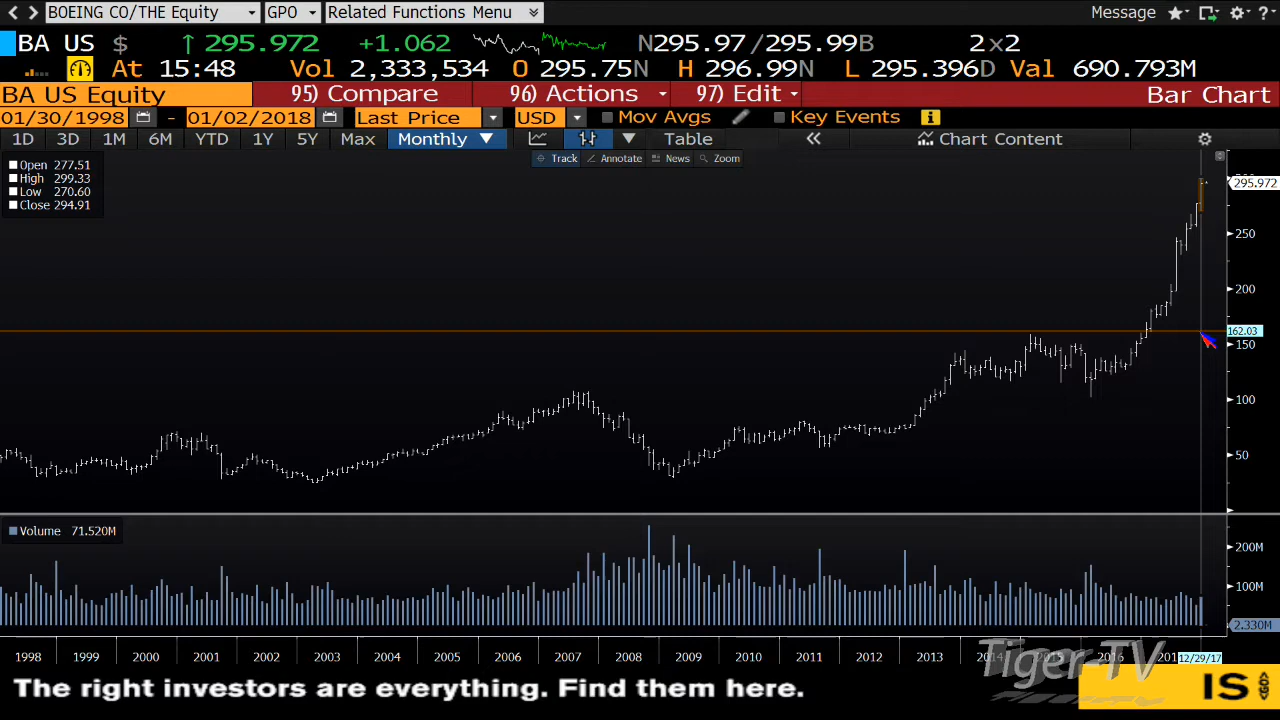 BOEING CO/THE Equity GPO Related Functions Menu Message ?
BA US $ ↑ 295.972 +1.062 N295.97/295.99B 2x2
At 15:48 Vol 2,333,534 O 295.75N H 296.99N L 295.396D Val 690.793M
BA US Equity 95) Compare 96) Actions 97) Edit Bar Chart
01/30/1998 - 01/02/2018 Last Price USD Mov Avgs Key Events i
1D 3D 1M 6M YTD 1Y 5Y Max Monthly ▼ Table « Chart Content
Track Annotate News Zoom
Open 277.51
High 299.33
Low 270.60
Close 294.91
295.972
250
200
162.03
150
100
50
Volume 71.520M
200M
100M
2.330M
1998 1999 2000 2001 2002 2003 2004 2005 2006 2007 2008 2009 2010 2011 2012 2013 2014 2015 2016 201 12/29/17
Tiger-TV
The right investors are everything. Find them here. IS